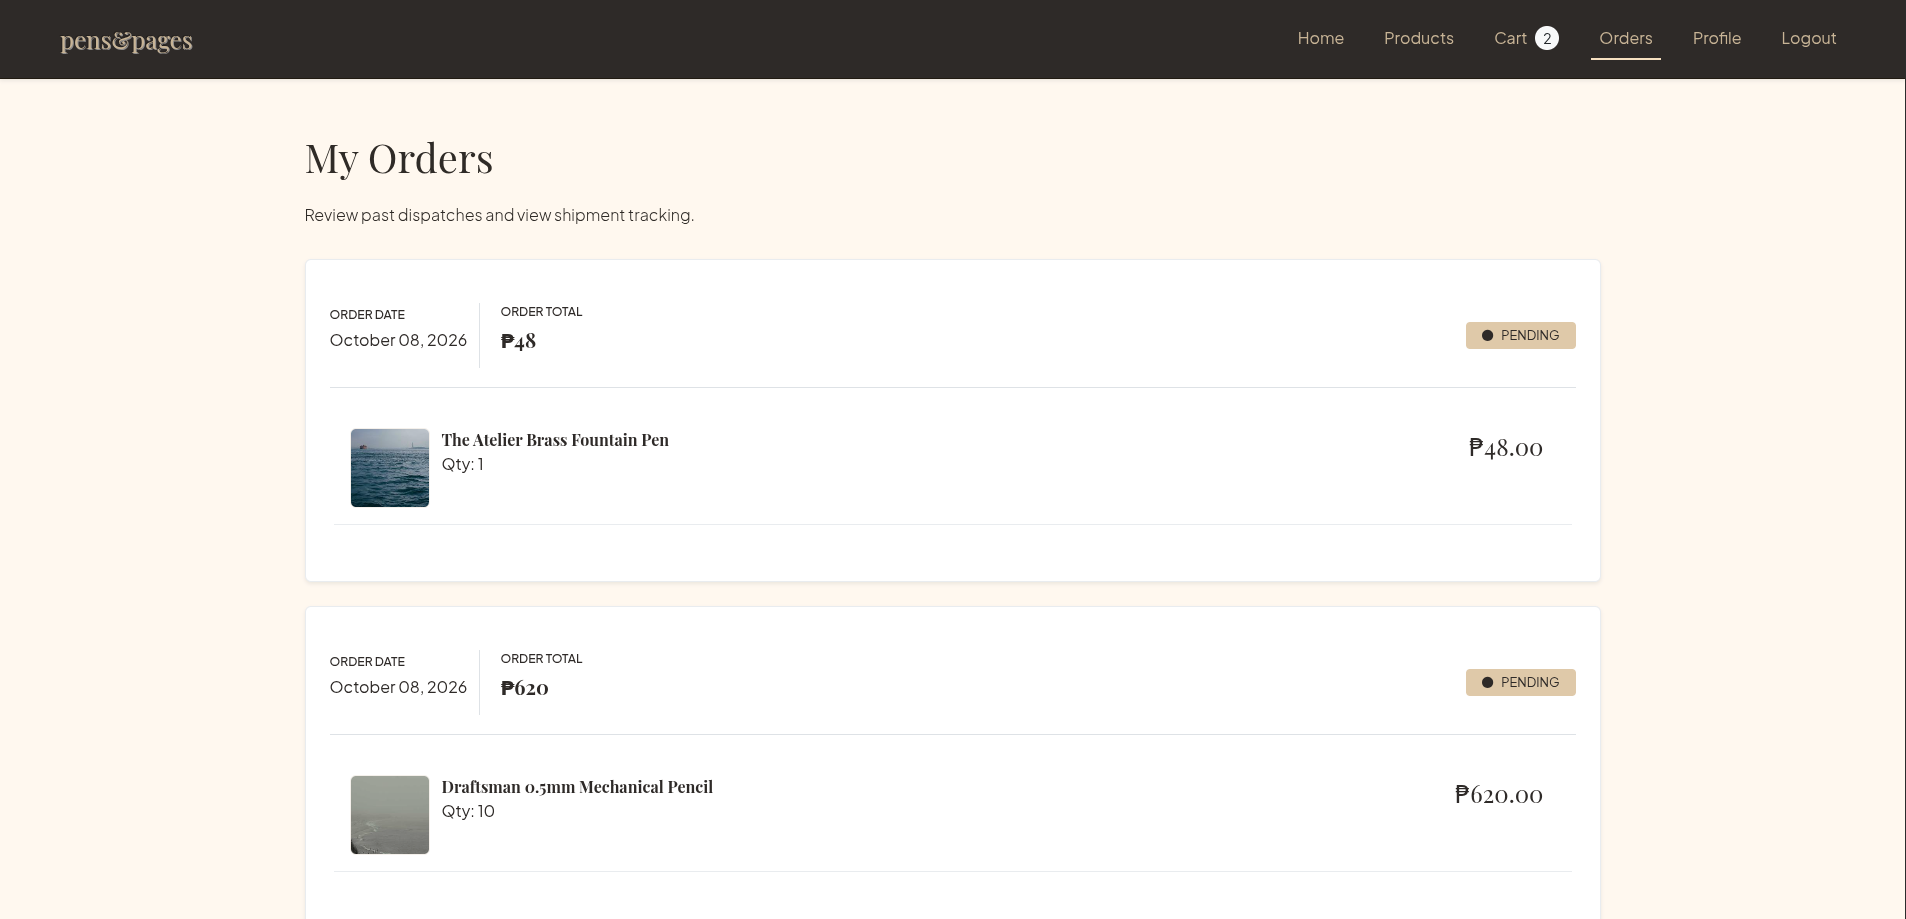 pens&pages
Home Products Cart 2 Orders Profile Logout
My Orders
Review past dispatches and view shipment tracking.
ORDER DATE
October 08, 2026
ORDER TOTAL
₱48
PENDING
The Atelier Brass Fountain Pen
Qty: 1
₱48.00
ORDER DATE
October 08, 2026
ORDER TOTAL
₱620
PENDING
Draftsman 0.5mm Mechanical Pencil
Qty: 10
₱620.00